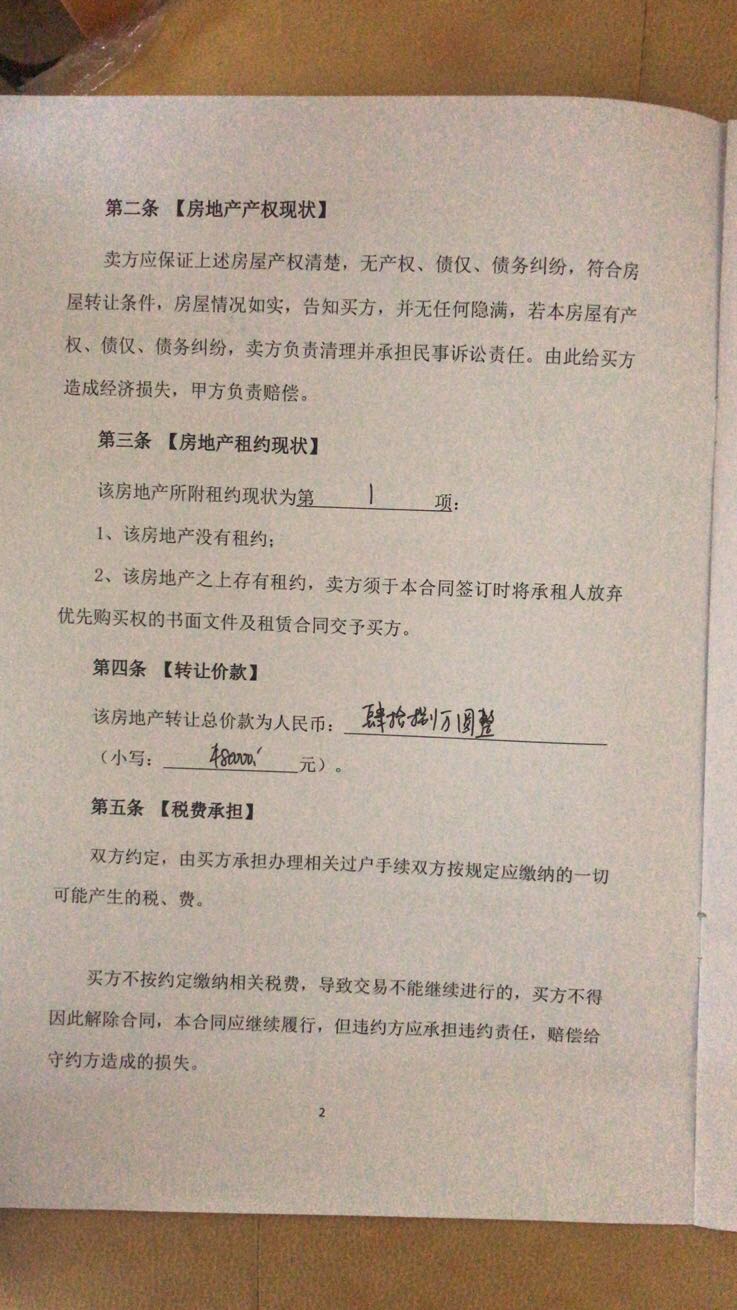 第二条 【房地产产权现状】
卖方应保证上述房屋产权清楚，无产权、债仅、债务纠纷，符合房
屋转让条件，房屋情况如实，告知买方，并无任何隐满，若本房屋有产
权、债仅、债务纠纷，卖方负责清理并承担民事诉讼责任。由此给买方
造成经济损失，甲方负责赔偿。
第三条 【房地产租约现状】
该房地产所附租约现状为第 1 项：
1、该房地产没有租约；
2、该房地产之上存有租约，卖方须于本合同签订时将承租人放弃
优先购买权的书面文件及租赁合同交予买方。
第四条 【转让价款】
该房地产转让总价款为人民币：肆拾捌万圆整
（小写：480000 元）。
第五条 【税费承担】
双方约定，由买方承担办理相关过户手续双方按规定应缴纳的一切
可能产生的税、费。
买方不按约定缴纳相关税费，导致交易不能继续进行的，买方不得
因此解除合同，本合同应继续履行，但违约方应承担违约责任，赔偿给
守约方造成的损失。
2